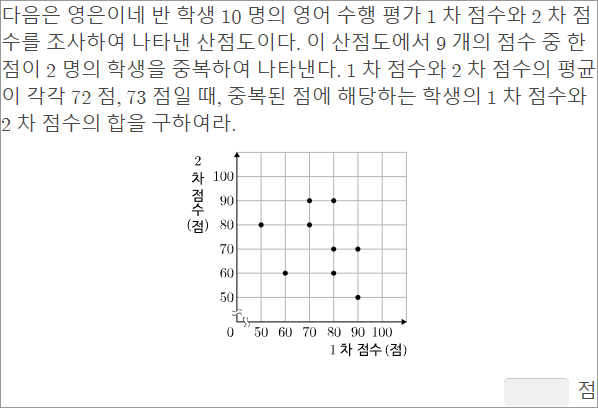 다음은 영은이네 반 학생 10 명의 영어 수행 평가 1 차 점수와 2 차 점
수를 조사하여 나타낸 산점도이다. 이 산점도에서 9 개의 점수 중 한
점이 2 명의 학생을 중복하여 나타낸다. 1 차 점수와 2 차 점수의 평균
이 각각 72 점, 73 점일 때, 중복된 점에 해당하는 학생의 1 차 점수와
2 차 점수의 합을 구하여라.
2
차
점
수
(점)
100
90
80
70
60
50
0 50 60 70 80 90 100
1 차 점수 (점)
점